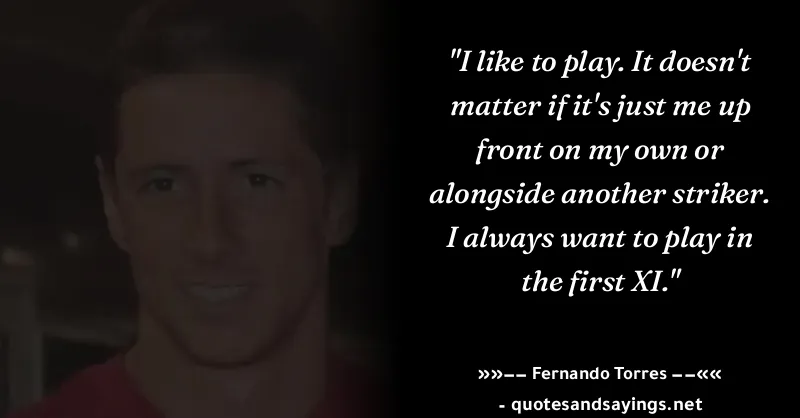 "I like to play. It doesn't
matter if it's just me up
front on my own or
alongside another striker.
I always want to play in
the first XI."
»»−− Fernando Torres −−««
- quotesandsayings.net